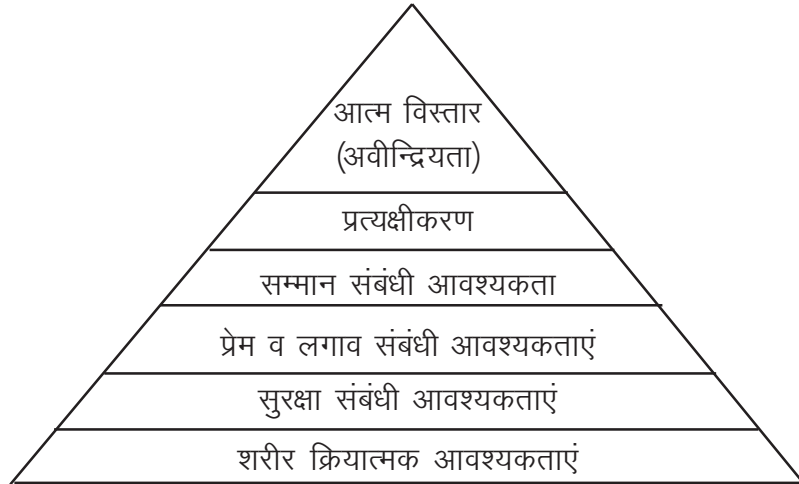 आत्म विस्तार
(अवीन्द्रियता)
प्रत्यक्षीकरण
सम्मान संबंधी आवश्यकता
प्रेम व लगाव संबंधी आवश्यकताएं
सुरक्षा संबंधी आवश्यकताएं
शरीर क्रियात्मक आवश्यकताएं